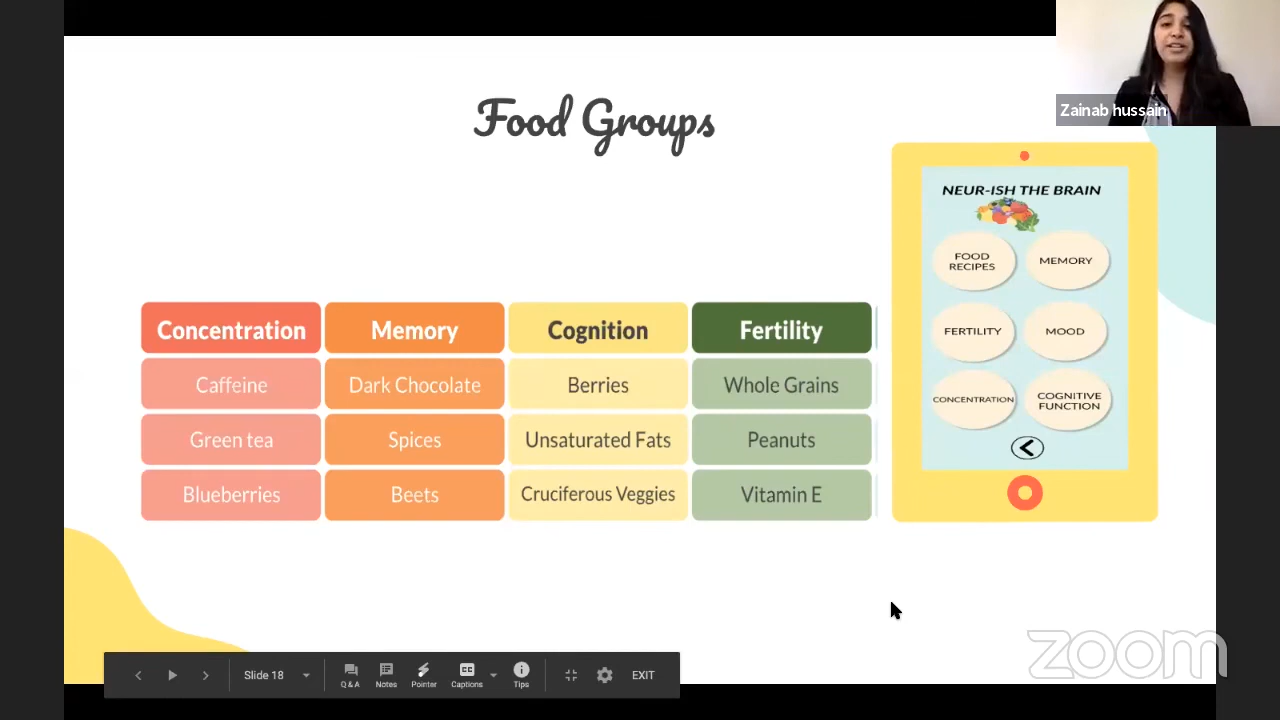 Food Groups
Zainab hussain
Concentration Memory Cognition Fertility
Caffeine Dark Chocolate Berries Whole Grains
Green tea Spices Unsaturated Fats Peanuts
Blueberries Beets Cruciferous Veggies Vitamin E
NEUR-ISH THE BRAIN
FOOD
RECIPES
MEMORY
FERTILITY
MOOD
CONCENTRATION
COGNITIVE
FUNCTION
Slide 18
Q & A
Notes
Pointer
Captions
Tips
EXIT
zoom